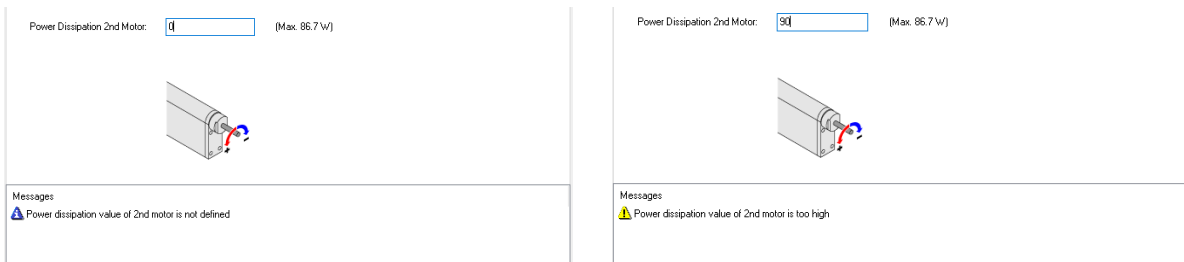 Power Dissipation 2nd Motor: 0 (Max. 86.7 W)
Messages
Power dissipation value of 2nd motor is not defined
Power Dissipation 2nd Motor: 90 (Max. 86.7 W)
Messages
Power dissipation value of 2nd motor is too high